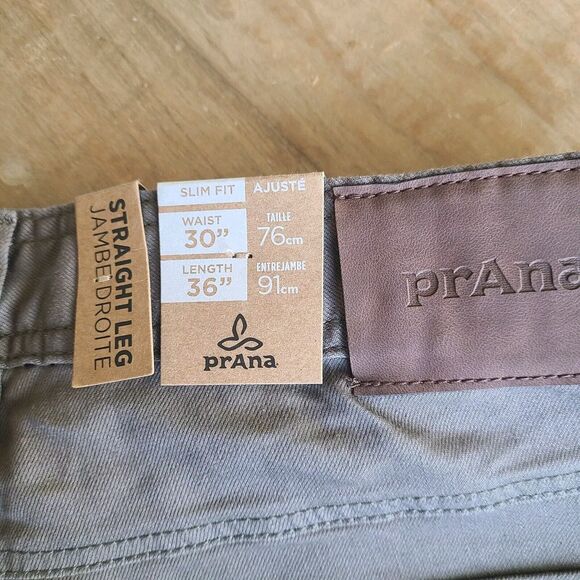 STRAIGHT LEG
JAMBE DROITE
SLIM FIT AJUSTÉ
WAIST TAILLE
30” 76cm
LENGTH ENTREJAMBE
36” 91cm
prAna
prAna